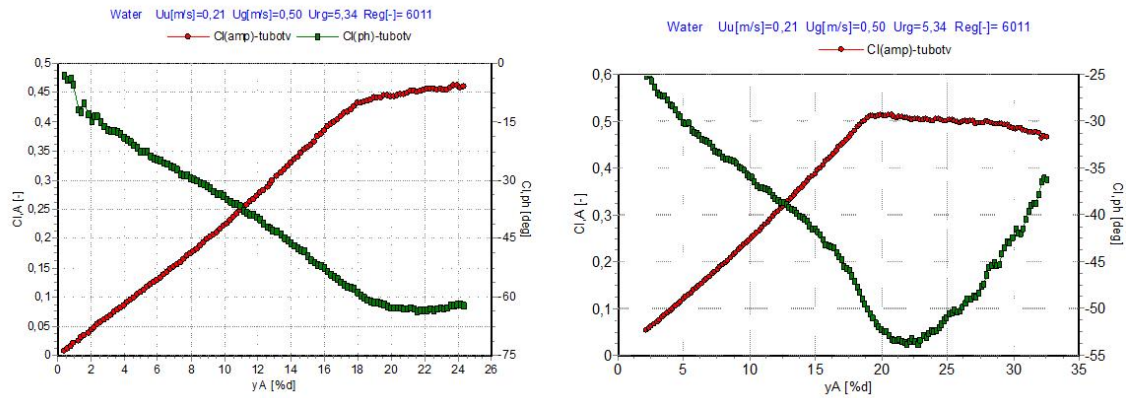 Water Uu[m/s]=0,21 Ug[m/s]=0,50 Urg=5,34 Reg[-]= 6011
Cl(amp)-tubotv Cl(ph)-tubotv
0,5
0,45
0,4
0,35
0,3
0,25
0,2
0,15
0,1
0,05
0
Cl,A [-]
0
-15
-30
-45
-60
-75
Cl,ph [deg]
0 2 4 6 8 10 12 14 16 18 20 22 24 26
yA [%d]
Water Uu[m/s]=0,21 Ug[m/s]=0,50 Urg=5,34 Reg[-]= 6011
Cl(amp)-tubotv
0,6
0,5
0,4
0,3
0,2
0,1
0
Cl,A [-]
-25
-30
-35
-40
-45
-50
-55
Cl,ph [deg]
0 5 10 15 20 25 30 35
yA [%d]